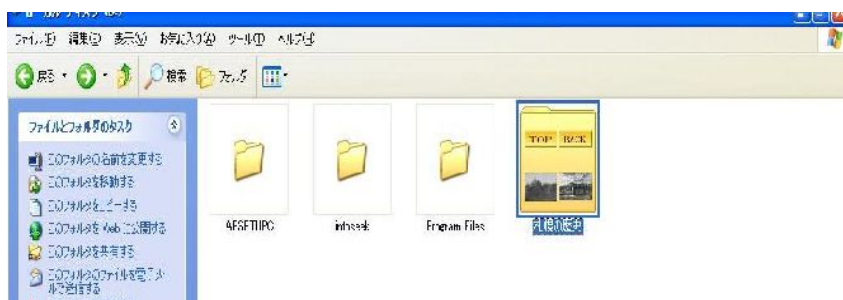 ファイル(F) 編集(E) 表示(V) お気に入り(A) ツール(T) ヘルプ(H)
戻る 検索 フォルダ
ファイルとフォルダのタスク
このフォルダの名前を変更する
このフォルダを移動する
このフォルダをコピーする
このフォルダを Web に公開する
このフォルダを共有する
このフォルダのファイルを電子メールで送信する
TOP BACK
AFSETUPC infoseek Program Files 札幌の歴史